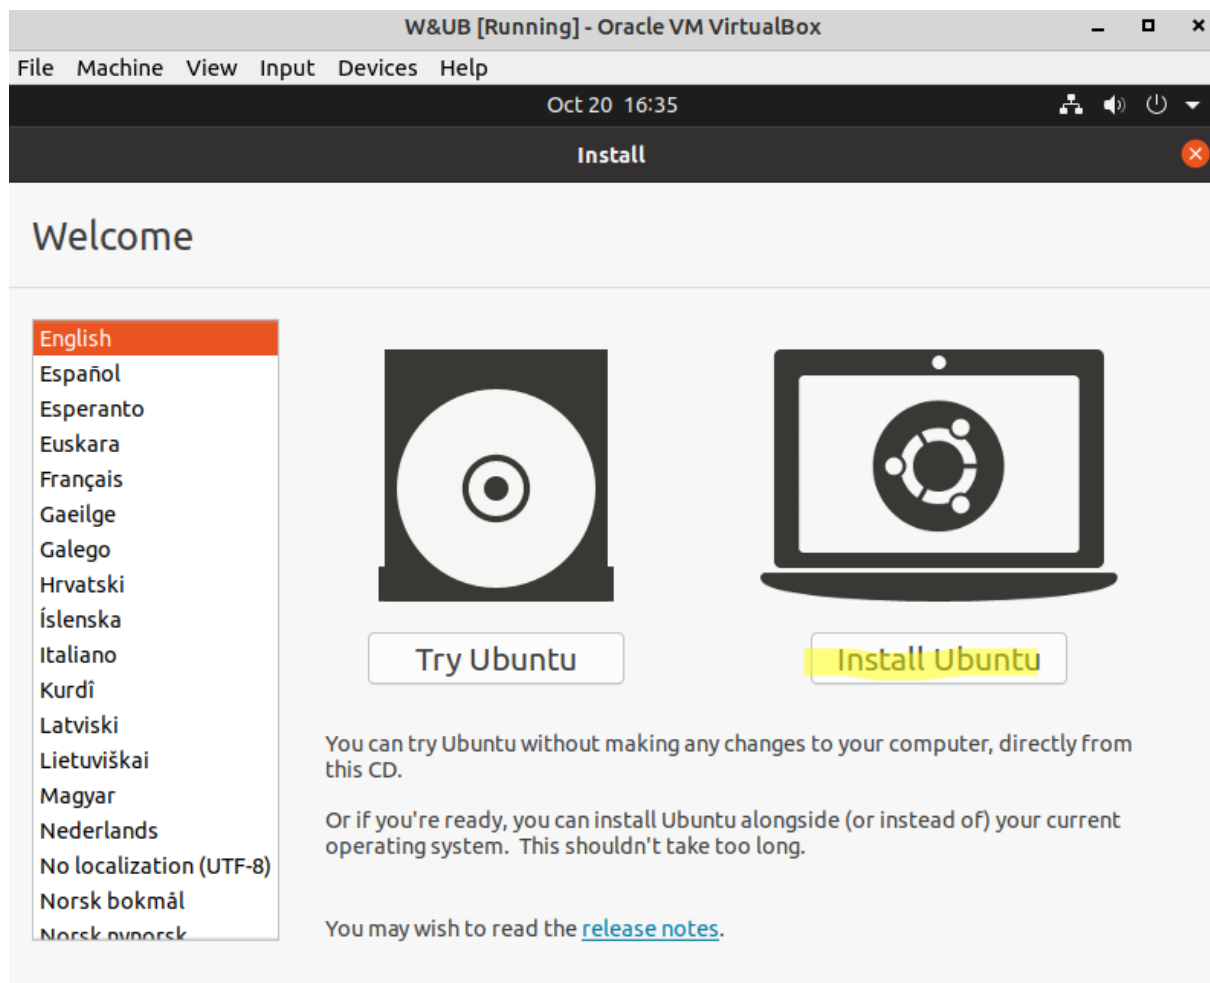 W&UB [Running] - Oracle VM VirtualBox
File Machine View Input Devices Help
Oct 20 16:35
Install
Welcome
English
Español
Esperanto
Euskara
Français
Gaeilge
Galego
Hrvatski
Íslenska
Italiano
Kurdî
Latviski
Lietuviškai
Magyar
Nederlands
No localization (UTF-8)
Norsk bokmål
Norsk nynorsk
Try Ubuntu
Install Ubuntu
You can try Ubuntu without making any changes to your computer, directly from
this CD.
Or if you're ready, you can install Ubuntu alongside (or instead of) your current
operating system. This shouldn't take too long.
You may wish to read the release notes.